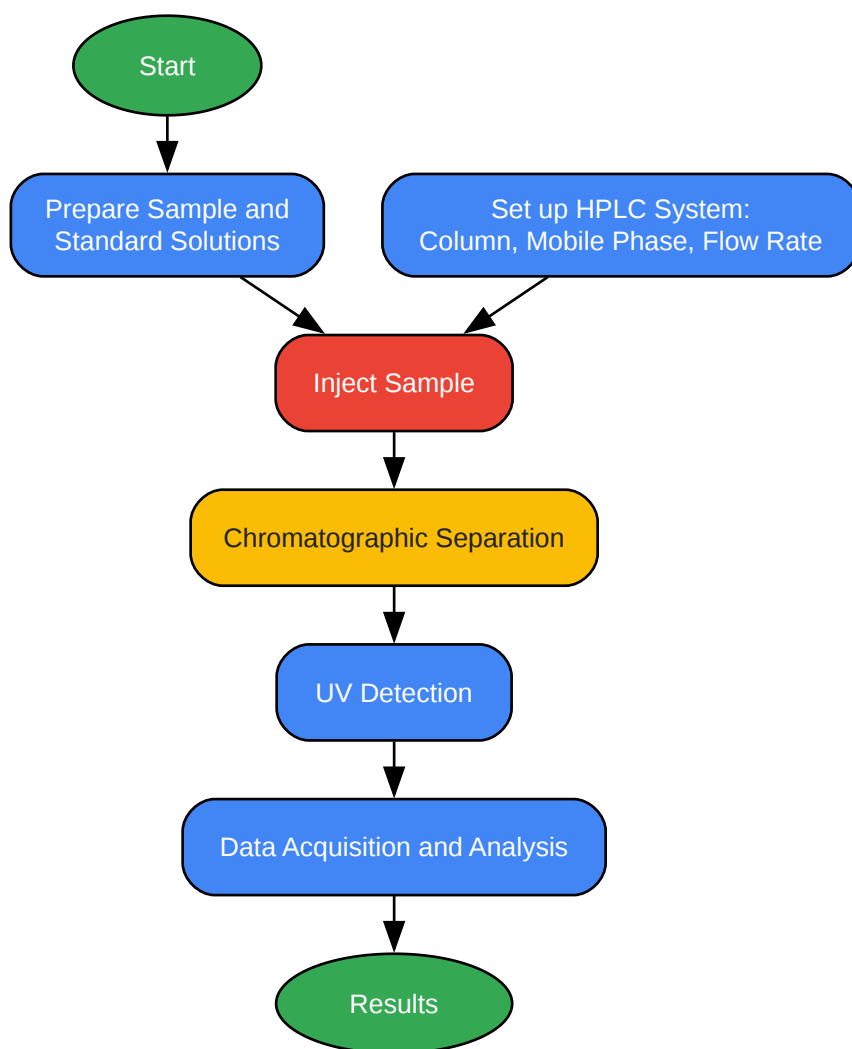 Start
Prepare Sample and
Standard Solutions
Set up HPLC System:
Column, Mobile Phase, Flow Rate
Inject Sample
Chromatographic Separation
UV Detection
Data Acquisition and Analysis
Results